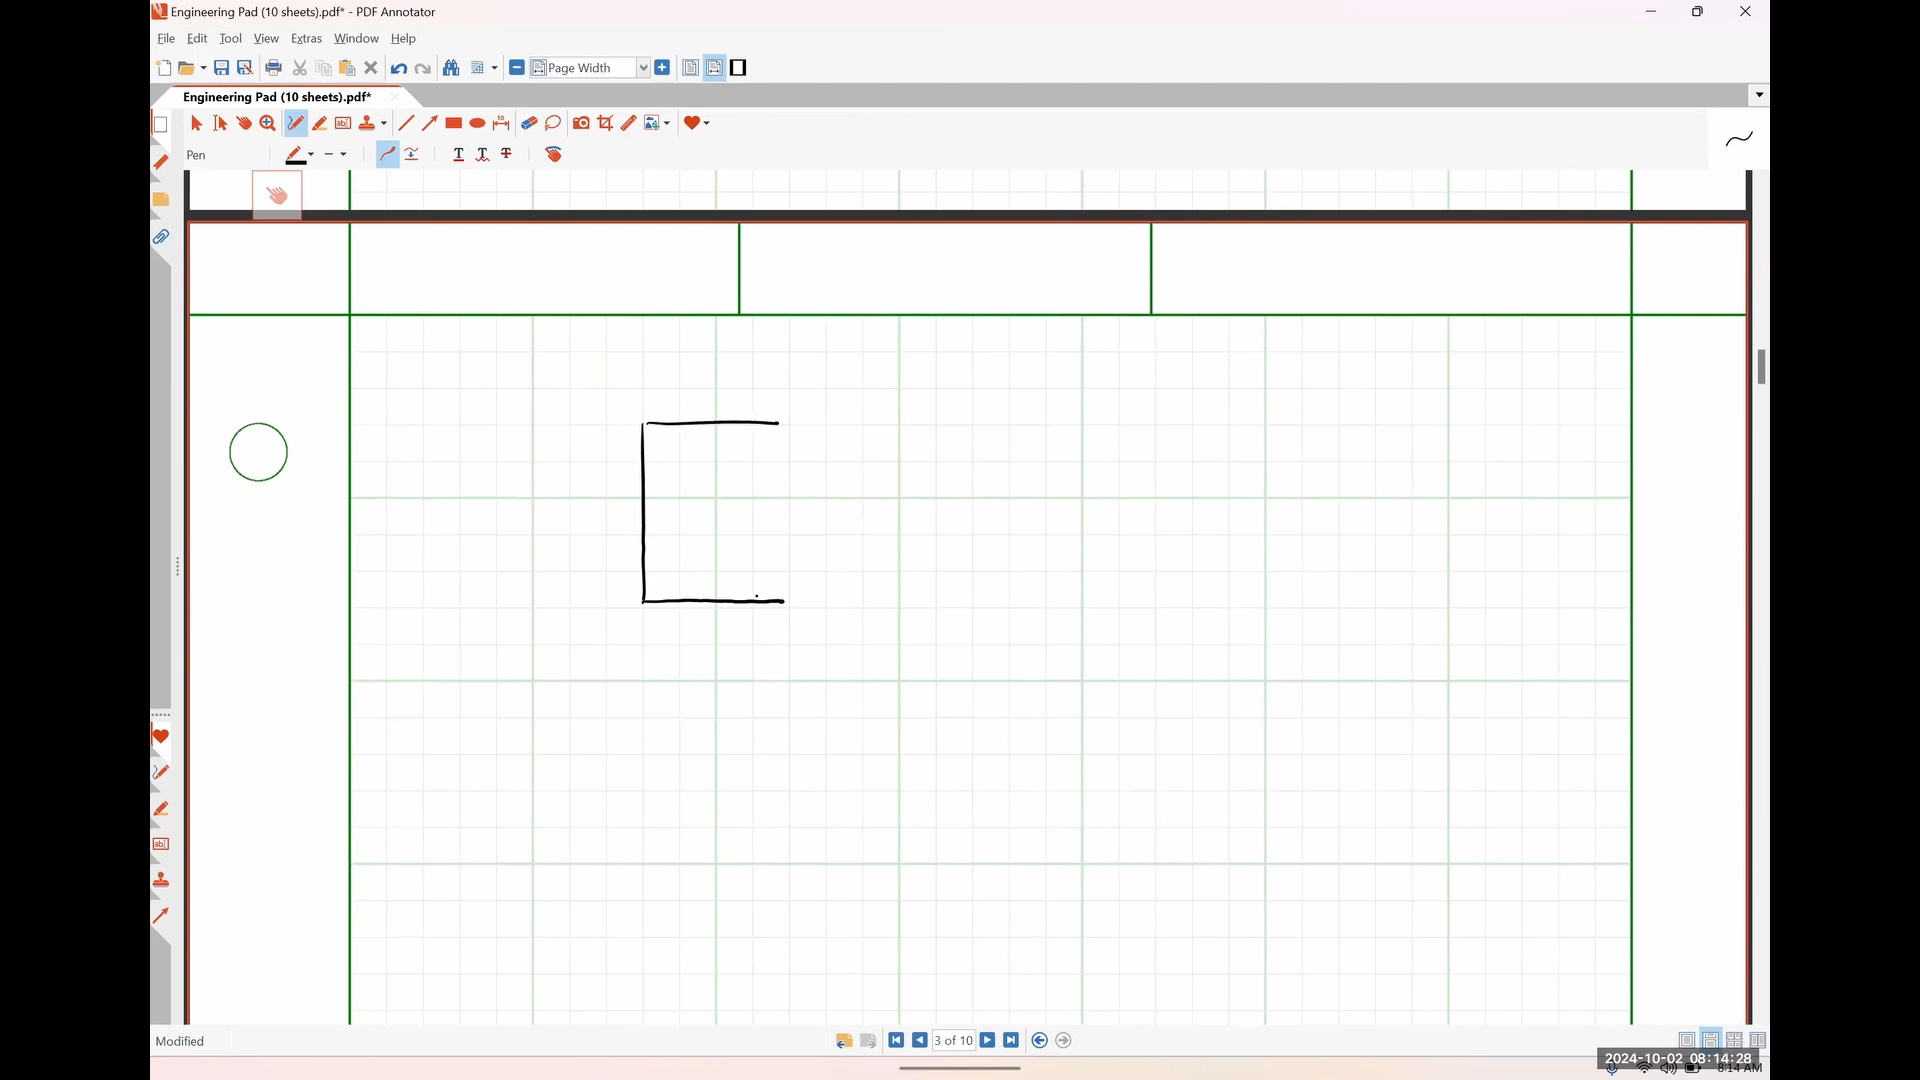 Engineering Pad (10 sheets).pdf* - PDF Annotator
File Edit Tool View Extras Window Help
Page Width
Engineering Pad (10 sheets).pdf*
Pen
Modified
3 of 10
2024-10-02 08:14:28
8:14 AM